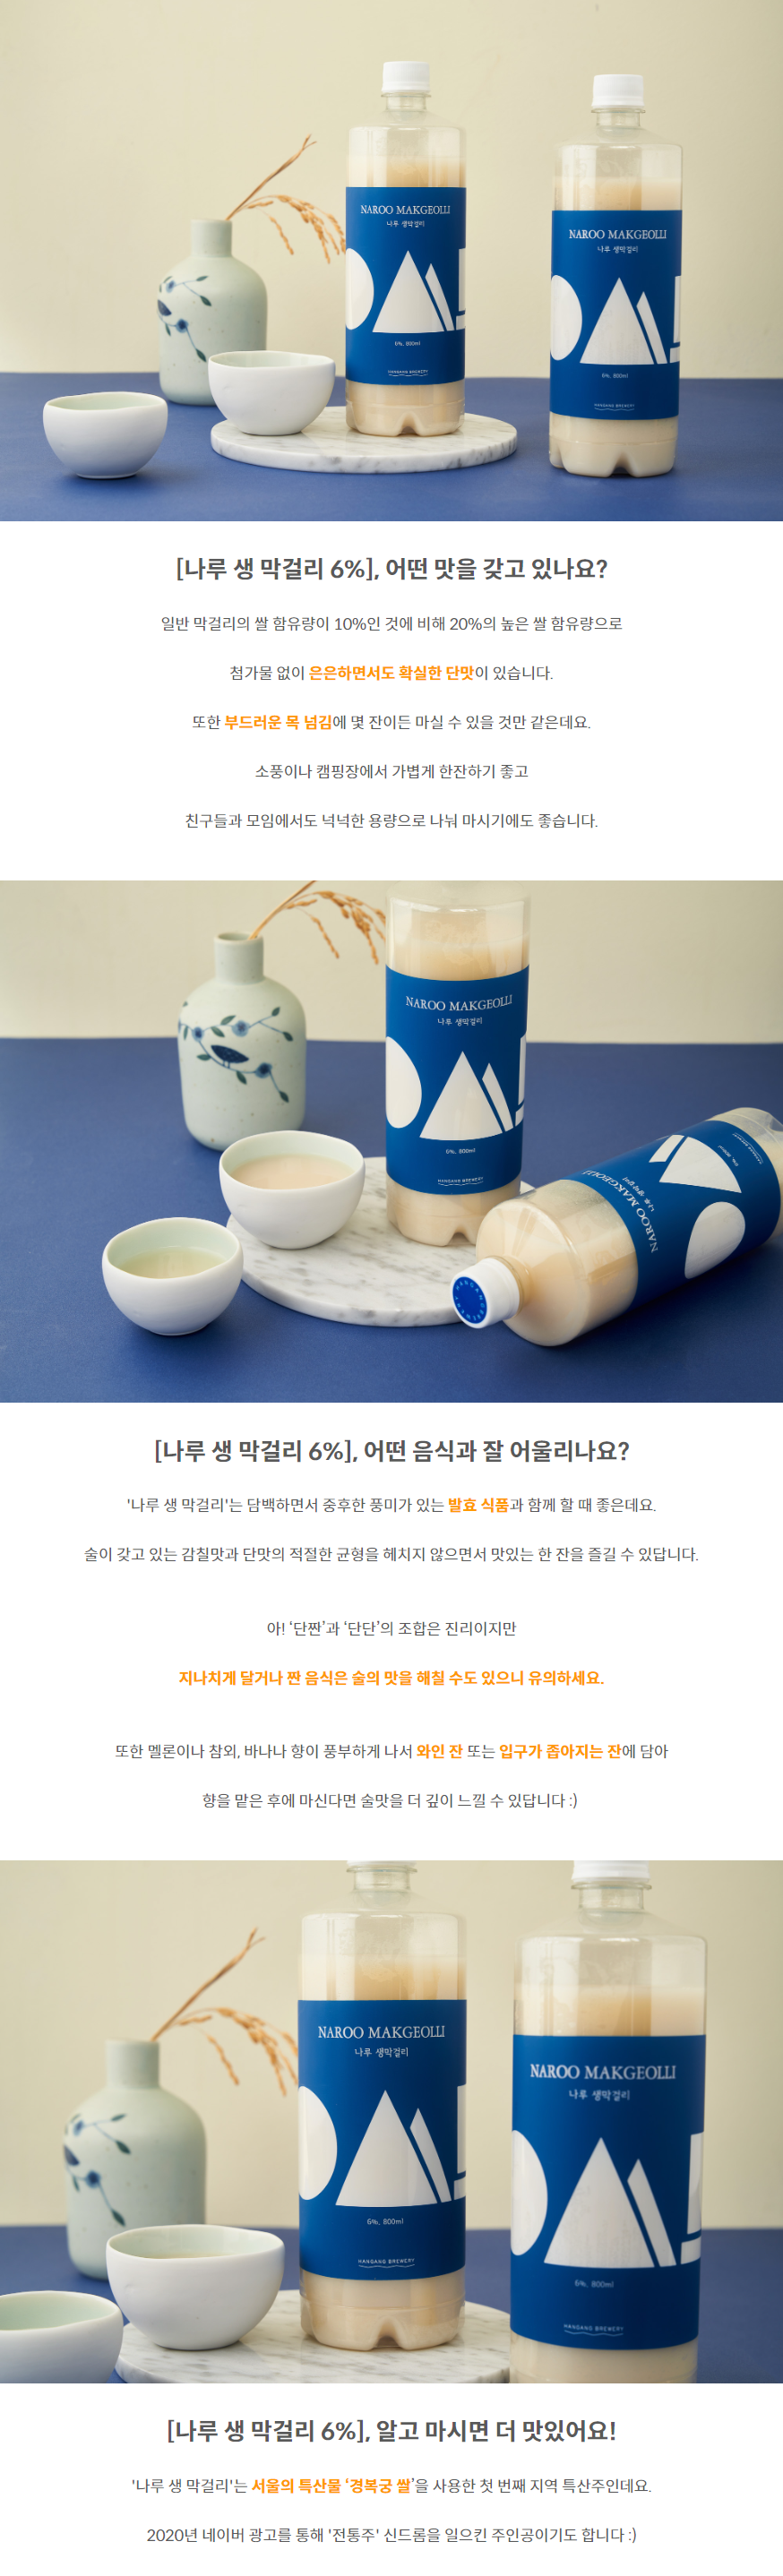 NAROO MAKGEOLLI
나루 생막걸리
6%, 800ml
HANGANG BREWERY
NAROO MAKGEOLLI
나루 생막걸리
6%, 800ml
HANGANG BREWERY
[나루 생 막걸리 6%], 어떤 맛을 갖고 있나요?
일반 막걸리의 쌀 함유량이 10%인 것에 비해 20%의 높은 쌀 함유량으로
첨가물 없이 은은하면서도 확실한 단맛이 있습니다.
또한 부드러운 목 넘김에 몇 잔이든 마실 수 있을 것만 같은데요.
소풍이나 캠핑장에서 가볍게 한잔하기 좋고
친구들과 모임에서도 넉넉한 용량으로 나눠 마시기에도 좋습니다.
NAROO MAKGEOLLI
나루 생막걸리
6%, 800ml
HANGANG BREWERY
NAROO MAKGEOLLI
나루 생막걸리
6%, 800ml
HANGANG BREWERY
[나루 생 막걸리 6%], 어떤 음식과 잘 어울리나요?
'나루 생 막걸리'는 담백하면서 중후한 풍미가 있는 발효 식품과 함께 할 때 좋은데요.
술이 갖고 있는 감칠맛과 단맛의 적절한 균형을 헤치지 않으면서 맛있는 한 잔을 즐길 수 있답니다.
아! ‘단짠’과 ‘단단’의 조합은 진리이지만
지나치게 달거나 짠 음식은 술의 맛을 해칠 수도 있으니 유의하세요.
또한 멜론이나 참외, 바나나 향이 풍부하게 나서 와인 잔 또는 입구가 좁아지는 잔에 담아
향을 맡은 후에 마신다면 술맛을 더 깊이 느낄 수 있답니다 :)
NAROO MAKGEOLLI
나루 생막걸리
6%, 800ml
HANGANG BREWERY
NAROO MAKGEOLLI
나루 생막걸리
6%, 800ml
HANGANG BREWERY
[나루 생 막걸리 6%], 알고 마시면 더 맛있어요!
'나루 생 막걸리'는 서울의 특산물 ‘경복궁 쌀’을 사용한 첫 번째 지역 특산주인데요.
2020년 네이버 광고를 통해 '전통주' 신드롬을 일으킨 주인공이기도 합니다 :)